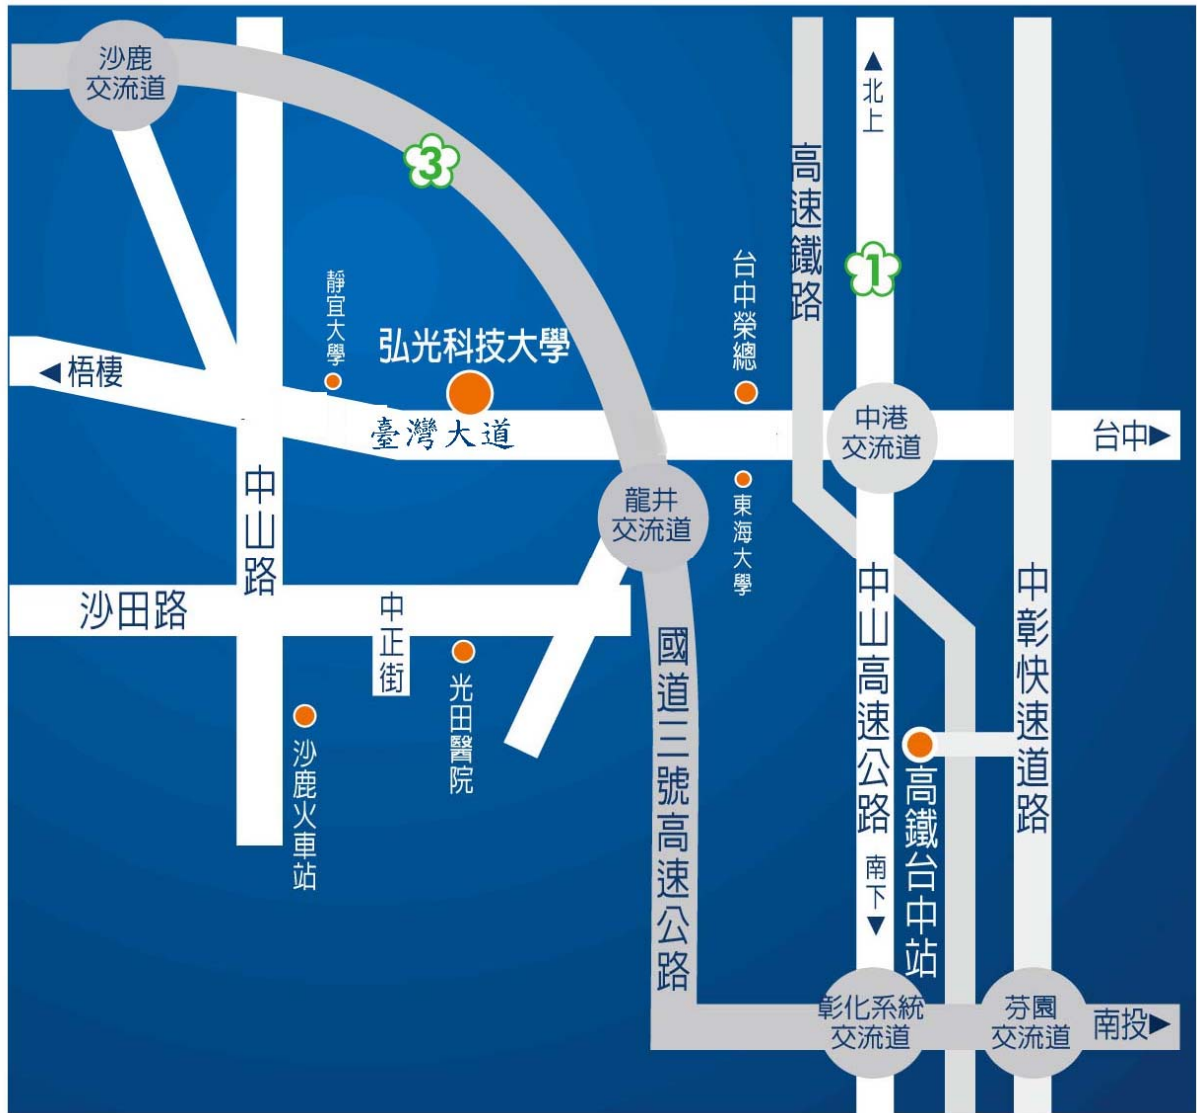 沙鹿
交流道
3
北上
高速鐵路
1
台中榮總
靜宜大學
弘光科技大學
梧棲
臺灣大道
中港
交流道
台中
中山路
龍井
交流道
東海大學
沙田路
中正街
光田醫院
沙鹿火車站
國道三號高速公路
中山高速公路
中彰快速道路
高鐵台中站
南下
彰化系統
交流道
芬園
交流道
南投